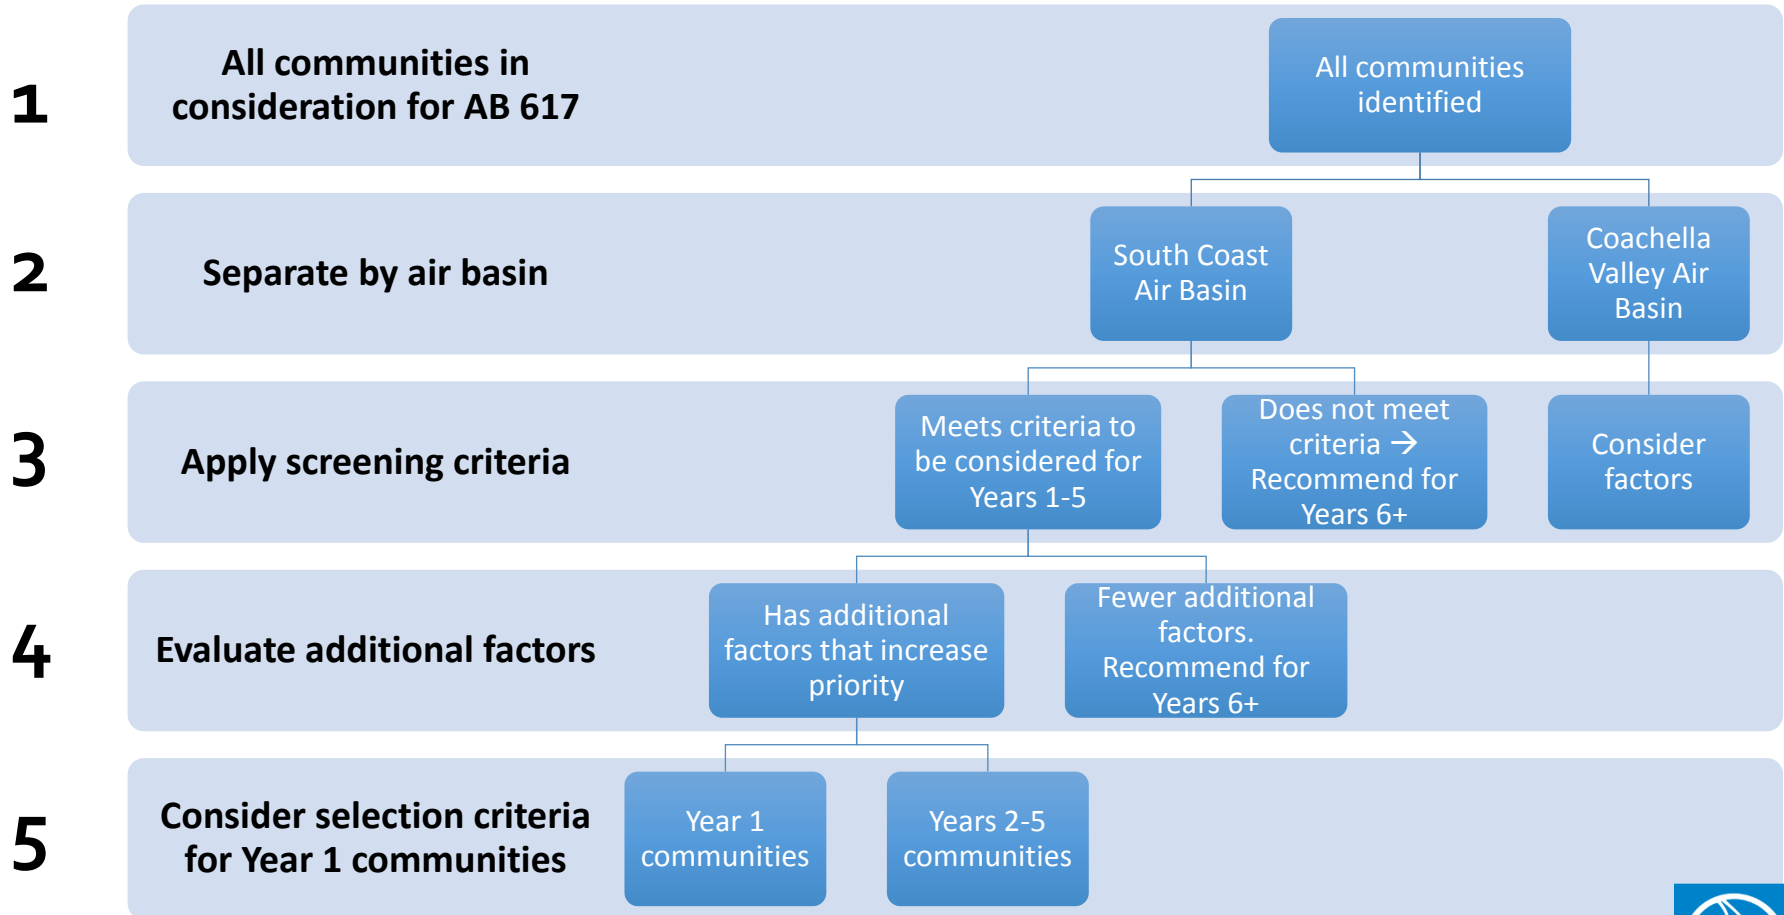 1
All communities in
consideration for AB 617
All communities
identified
2
Separate by air basin
South Coast
Air Basin
Coachella
Valley Air
Basin
3
Apply screening criteria
Meets criteria to
be considered for
Years 1-5
Does not meet
criteria →
Recommend for
Years 6+
Consider
factors
4
Evaluate additional factors
Has additional
factors that increase
priority
Fewer additional
factors.
Recommend for
Years 6+
5
Consider selection criteria
for Year 1 communities
Year 1
communities
Years 2-5
communities